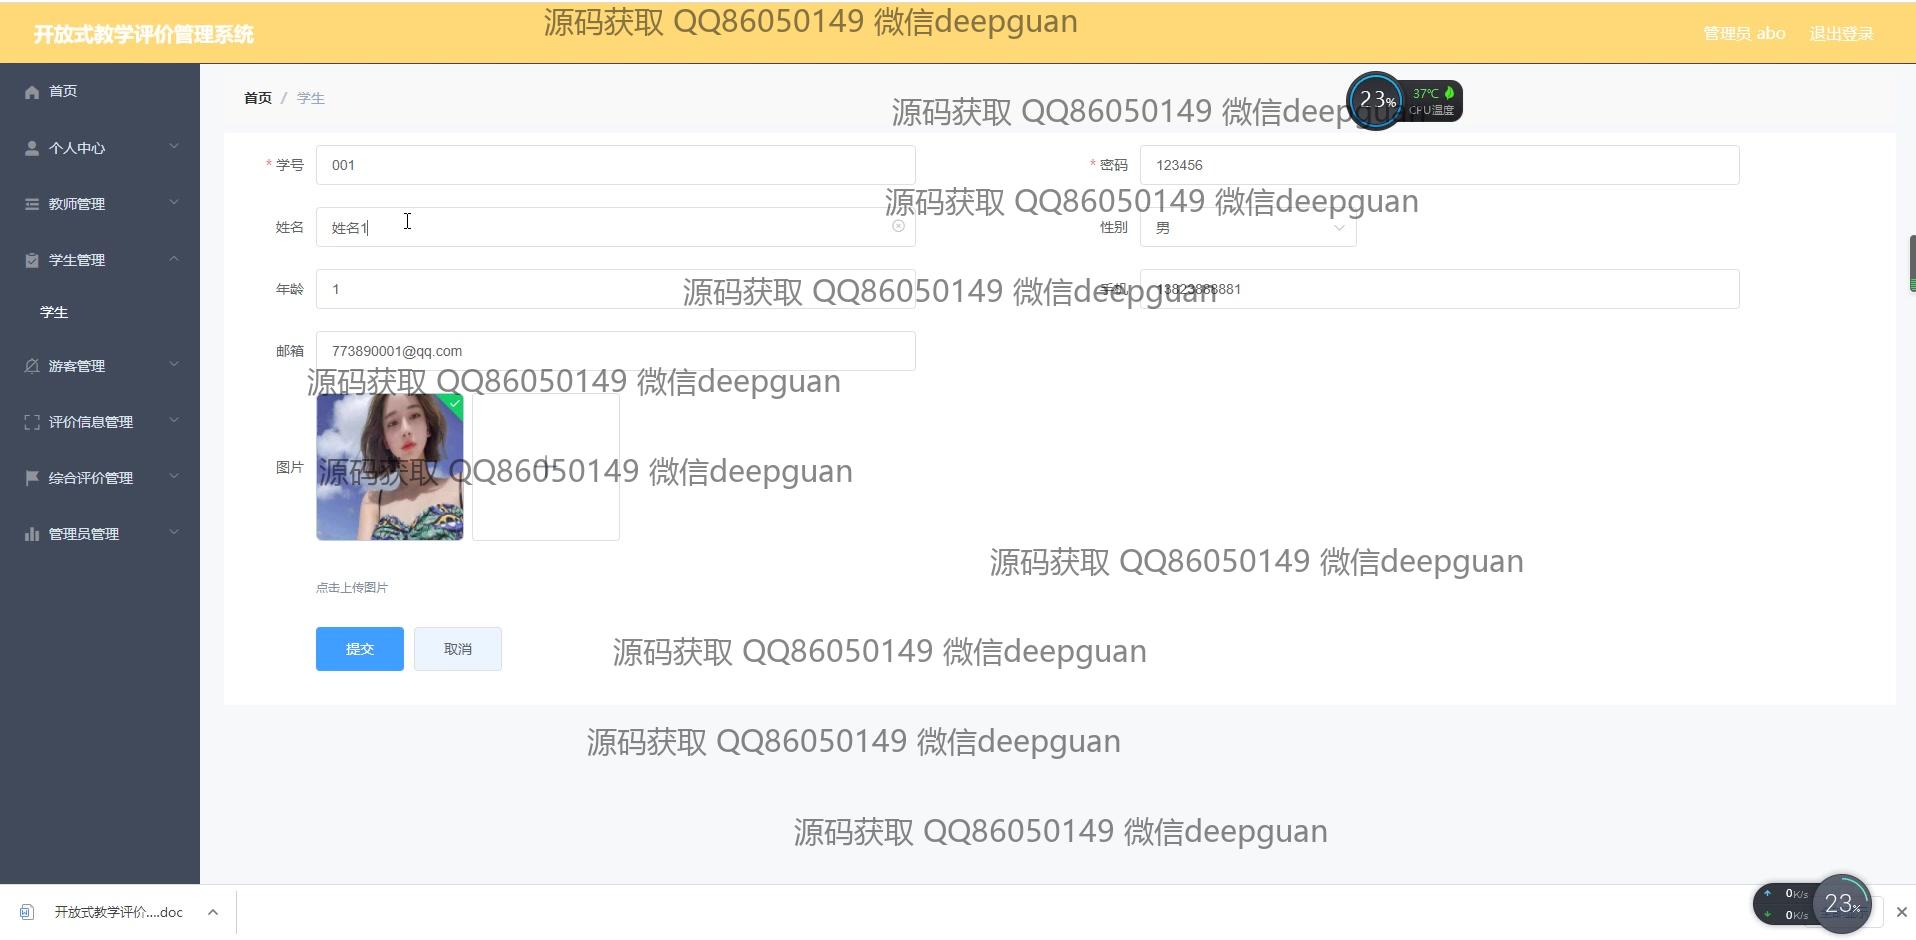 源码获取 QQ86050149 微信deepguan
开放式教学评价管理系统
管理员 abo 退出登录
首页
首页 / 学生
23%
37℃
CPU温度
源码获取 QQ86050149 微信deepguan
个人中心
* 学号 001
* 密码 123456
教师管理
源码获取 QQ86050149 微信deepguan
姓名 姓名1
性别 男
学生管理
年龄 1
手机 13823888881
源码获取 QQ86050149 微信deepguan
学生
邮箱 773890001@qq.com
游客管理
源码获取 QQ86050149 微信deepguan
评价信息管理
图片
源码获取 QQ86050149 微信deepguan
综合评价管理
管理员管理
源码获取 QQ86050149 微信deepguan
点击上传图片
提交 取消
源码获取 QQ86050149 微信deepguan
源码获取 QQ86050149 微信deepguan
源码获取 QQ86050149 微信deepguan
开放式教学评价....doc
0K/s
0K/s
23%